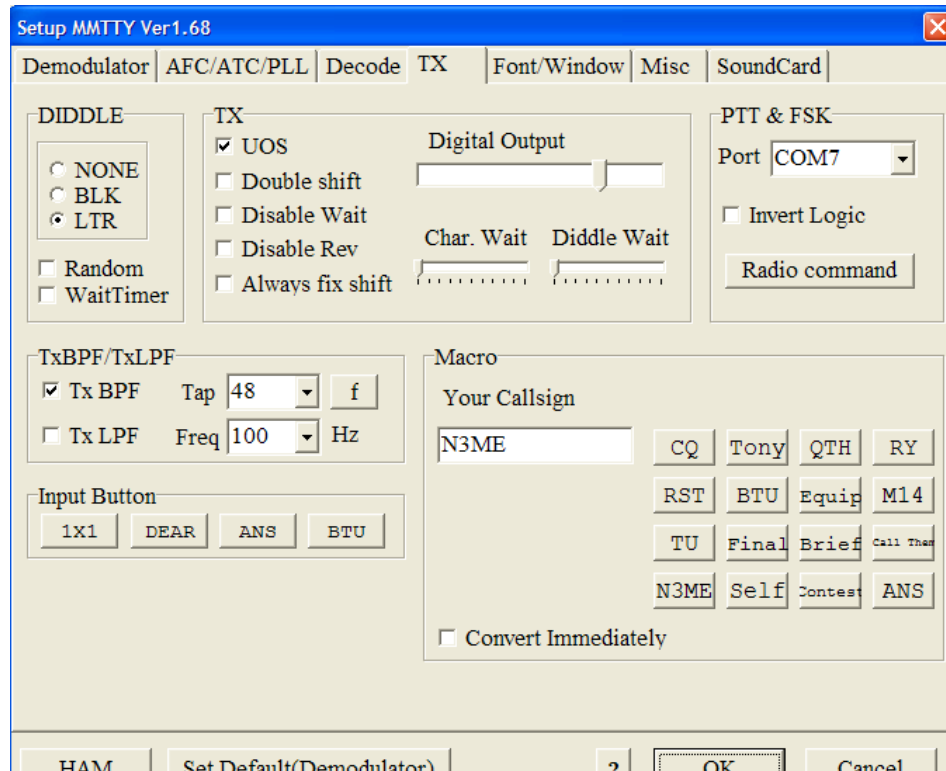 Setup MMTTY Ver1.68
Demodulator AFC/ATC/PLL Decode TX Font/Window Misc SoundCard
DIDDLE
NONE
BLK
LTR
Random
WaitTimer
TX
UOS
Double shift
Disable Wait
Disable Rev
Always fix shift
Digital Output
Char. Wait Diddle Wait
PTT & FSK
Port COM7
Invert Logic
Radio command
TxBPF/TxLPF
Tx BPF Tap 48 f
Tx LPF Freq 100 Hz
Input Button
1X1 DEAR ANS BTU
Macro
Your Callsign
N3ME
CQ Tony QTH RY
RST BTU Equip M14
TU Final Brief Call Them
N3ME Self Contest ANS
Convert Immediately
HAM Set Default(Demodulator) ? OK Cancel